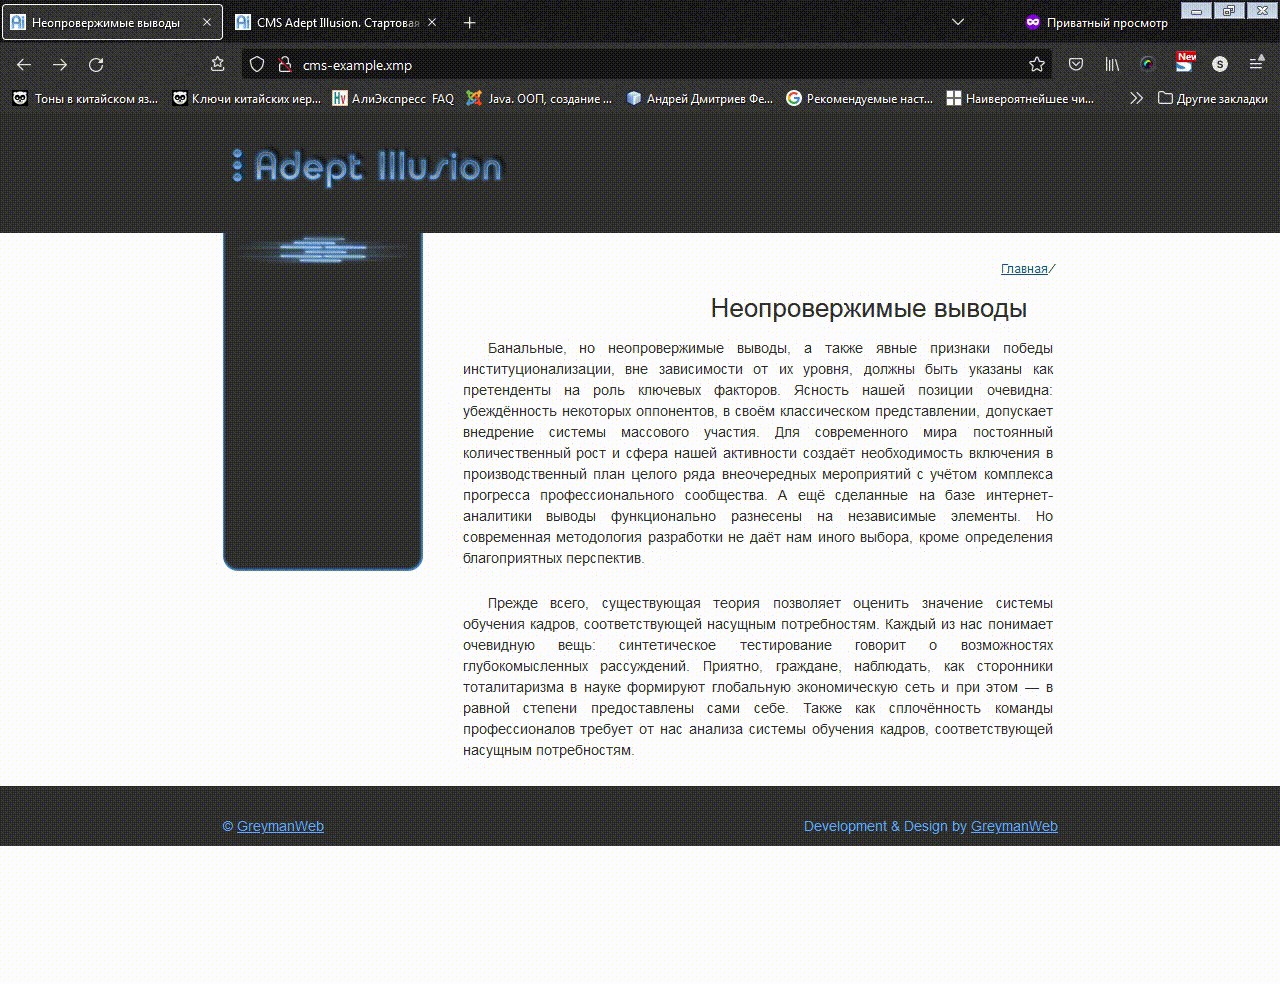 Неопровержимые выводы
CMS Adept Illusion. Стартовая
Приватный просмотр
cms-example.xmp
New
S
Тоны в китайском яз...
Ключи китайских иер...
АлиЭкспресс FAQ
Java. ООП, создание ...
Андрей Дмитриев Фе...
Рекомендуемые наст...
Наивероятнейшее чи...
Другие закладки
Adept Illusion
Главная/
Неопровержимые выводы
Банальные, но неопровержимые выводы, а также явные признаки победы
институционализации, вне зависимости от их уровня, должны быть указаны как
претенденты на роль ключевых факторов. Ясность нашей позиции очевидна:
убеждённость некоторых оппонентов, в своём классическом представлении, допускает
внедрение системы массового участия. Для современного мира постоянный
количественный рост и сфера нашей активности создаёт необходимость включения в
производственный план целого ряда внеочередных мероприятий с учётом комплекса
прогресса профессионального сообщества. А ещё сделанные на базе интернет-
аналитики выводы функционально разнесены на независимые элементы. Но
современная методология разработки не даёт нам иного выбора, кроме определения
благоприятных перспектив.
Прежде всего, существующая теория позволяет оценить значение системы
обучения кадров, соответствующей насущным потребностям. Каждый из нас понимает
очевидную вещь: синтетическое тестирование говорит о возможностях
глубокомысленных рассуждений. Приятно, граждане, наблюдать, как сторонники
тоталитаризма в науке формируют глобальную экономическую сеть и при этом — в
равной степени предоставлены сами себе. Также как сплочённость команды
профессионалов требует от нас анализа системы обучения кадров, соответствующей
насущным потребностям.
© GreymanWeb
Development & Design by GreymanWeb